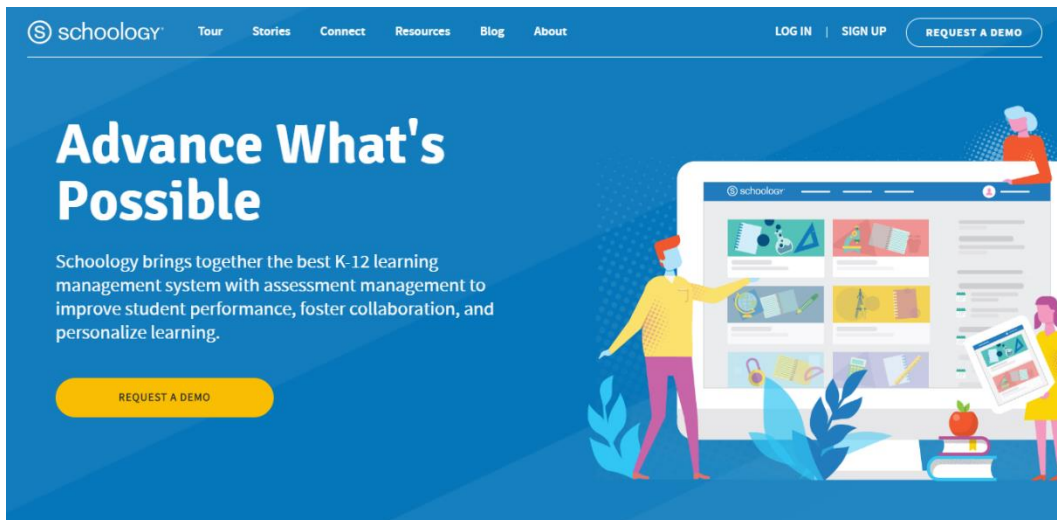 schoology
Tour Stories Connect Resources Blog About
LOG IN | SIGN UP REQUEST A DEMO
Advance What's
Possible
Schoology brings together the best K-12 learning
management system with assessment management to
improve student performance, foster collaboration, and
personalize learning.
REQUEST A DEMO
schoology